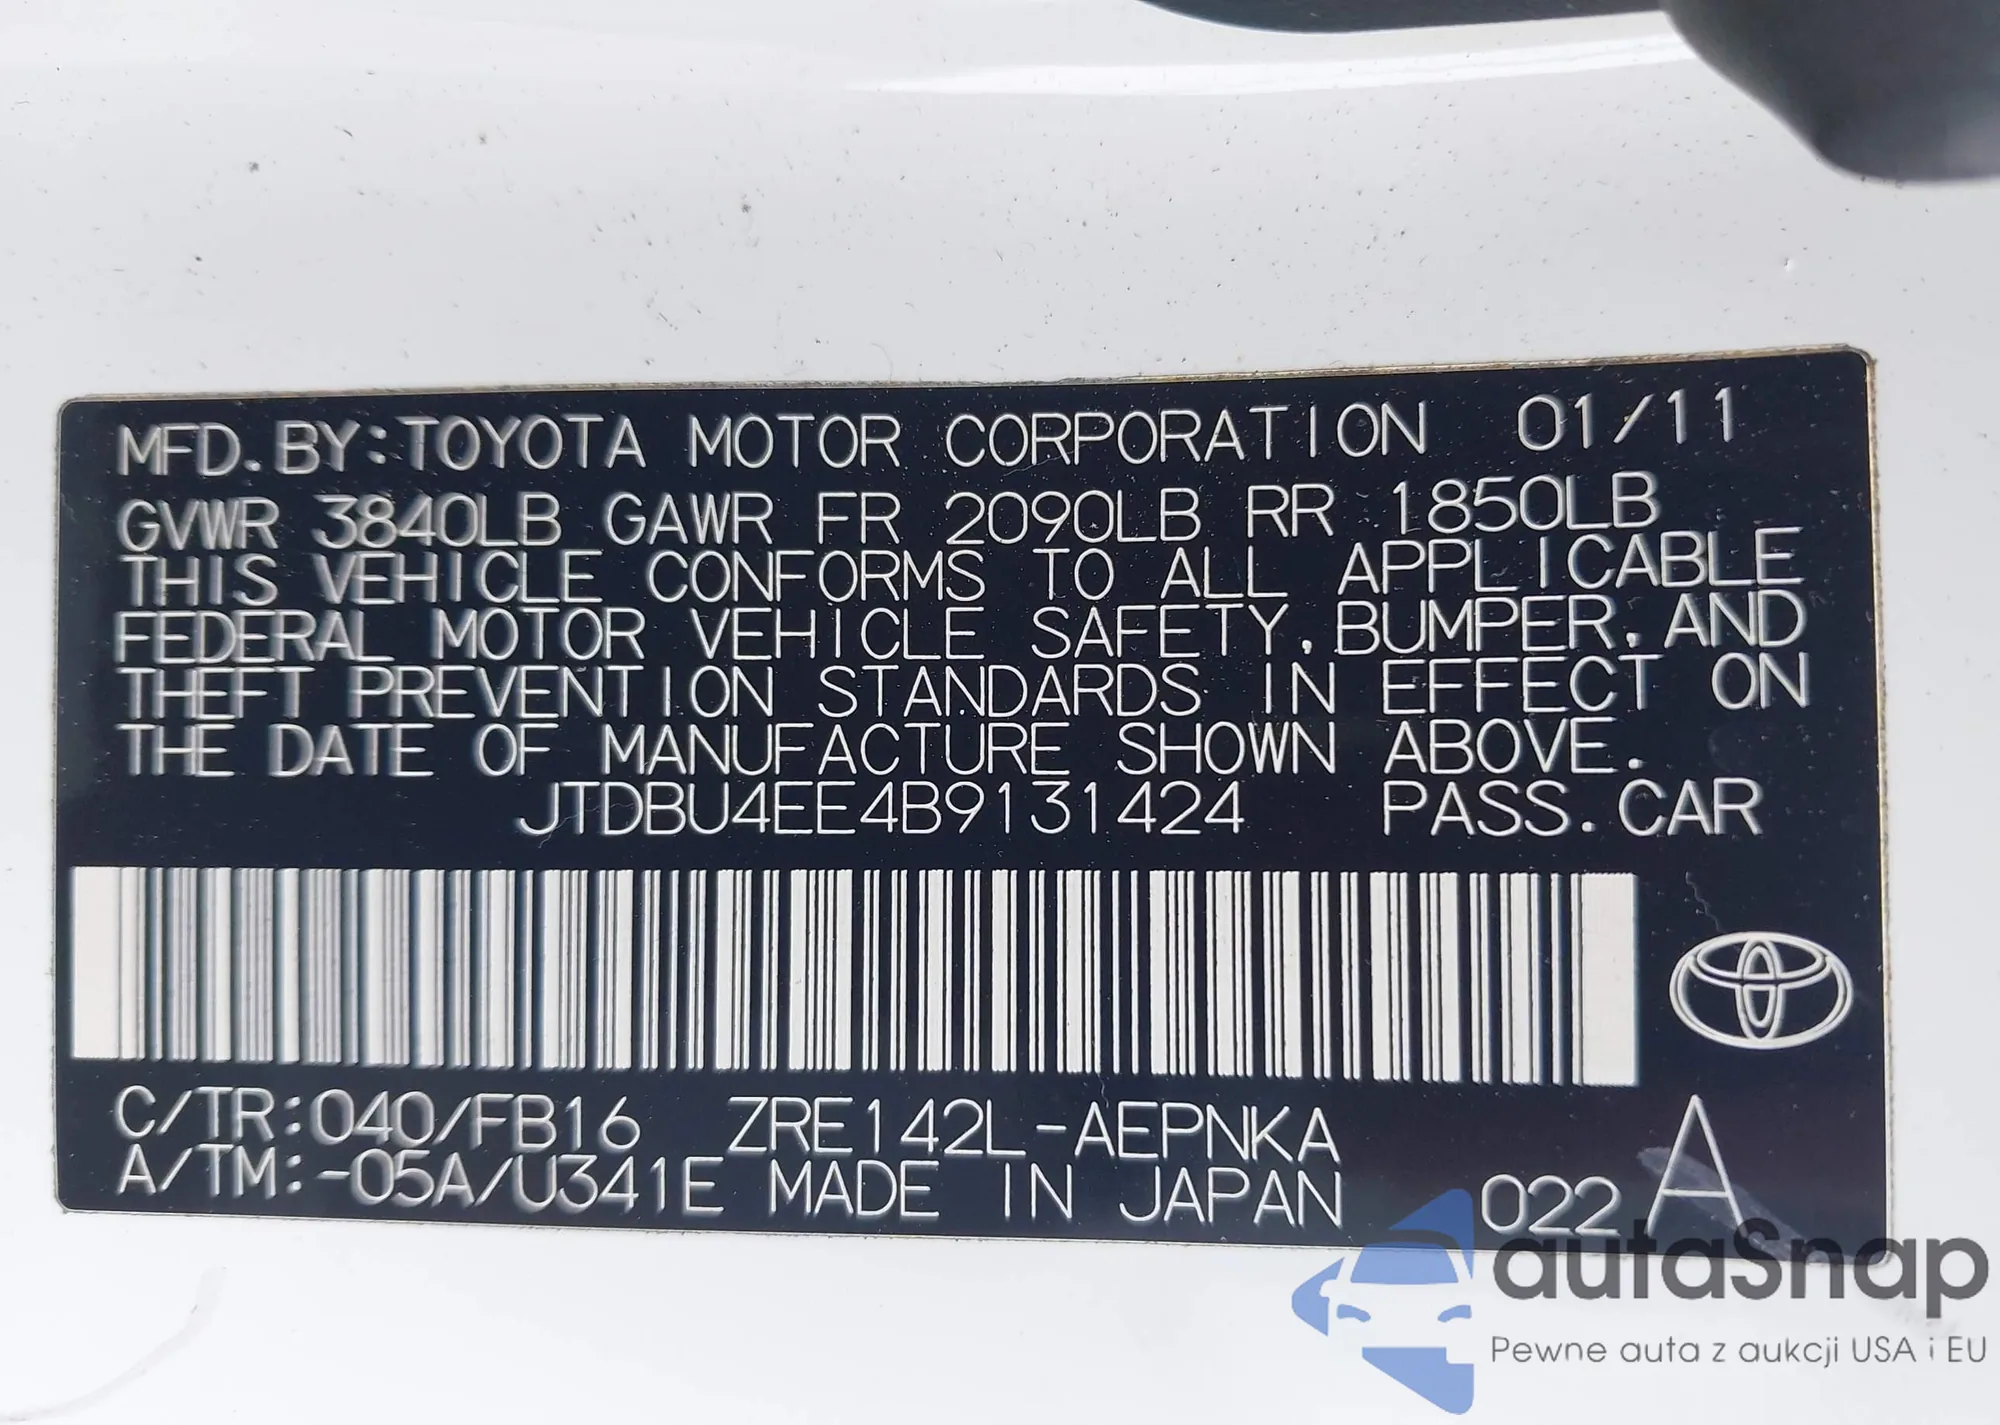 MFD.BY:TOYOTA MOTOR CORPORATION 01/11
GVWR 3840LB GAWR FR 2090LB RR 1850LB
THIS VEHICLE CONFORMS TO ALL APPLICABLE
FEDERAL MOTOR VEHICLE SAFETY,BUMPER,AND
THEFT PREVENTION STANDARDS IN EFFECT ON
THE DATE OF MANUFACTURE SHOWN ABOVE.
JTDBU4EE4B9131424 PASS.CAR
C/TR:040/FB16 ZRE142L-AEPNKA
A/TM:-05A/U341E MADE IN JAPAN 022 A
autoSnap
Pewne auta z aukcji USA i EU